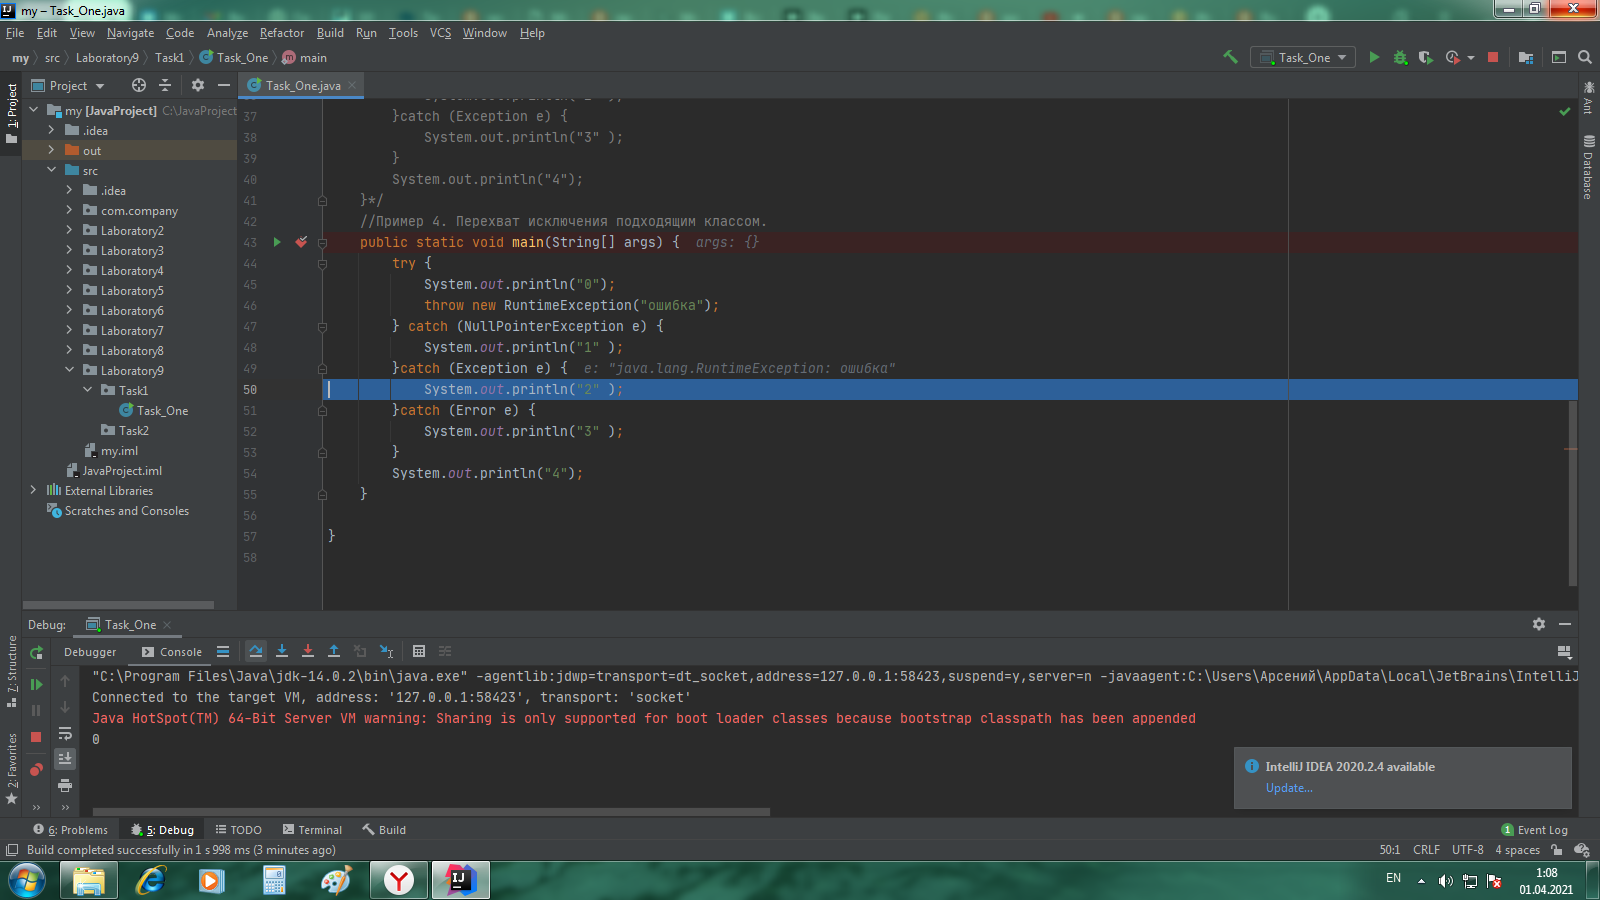 my – Task_One.java
File Edit View Navigate Code Analyze Refactor Build Run Tools VCS Window Help
my src Laboratory9 Task1 Task_One main
Task_One
1: Project
Project
Task_One.java
my [JavaProject] C:\JavaProject
.idea
out
src
.idea
com.company
Laboratory2
Laboratory3
Laboratory4
Laboratory5
Laboratory6
Laboratory7
Laboratory8
Laboratory9
Task1
Task_One
Task2
my.iml
JavaProject.iml
External Libraries
Scratches and Consoles
37 }catch (Exception e) {
38 System.out.println("3" );
39 }
40 System.out.println("4");
41 }*/
42 //Пример 4. Перехват исключения подходящим классом.
43 public static void main(String[] args) { args: {}
44 try {
45 System.out.println("0");
46 throw new RuntimeException("ошибка");
47 } catch (NullPointerException e) {
48 System.out.println("1" );
49 }catch (Exception e) { e: "java.lang.RuntimeException: ошибка"
50 System.out.println("2" );
51 }catch (Error e) {
52 System.out.println("3" );
53 }
54 System.out.println("4");
55 }
56
57 }
58
Ant
Database
7: Structure
2: Favorites
Debug: Task_One
Debugger Console
"C:\Program Files\Java\jdk-14.0.2\bin\java.exe" -agentlib:jdwp=transport=dt_socket,address=127.0.0.1:58423,suspend=y,server=n -javaagent:C:\Users\Арсений\AppData\Local\JetBrains\IntelliJ
Connected to the target VM, address: '127.0.0.1:58423', transport: 'socket'
Java HotSpot(TM) 64-Bit Server VM warning: Sharing is only supported for boot loader classes because bootstrap classpath has been appended
0
IntelliJ IDEA 2020.2.4 available
Update...
6: Problems 5: Debug TODO Terminal Build
1 Event Log
Build completed successfully in 1 s 998 ms (3 minutes ago)
50:1 CRLF UTF-8 4 spaces
EN
1:08
01.04.2021